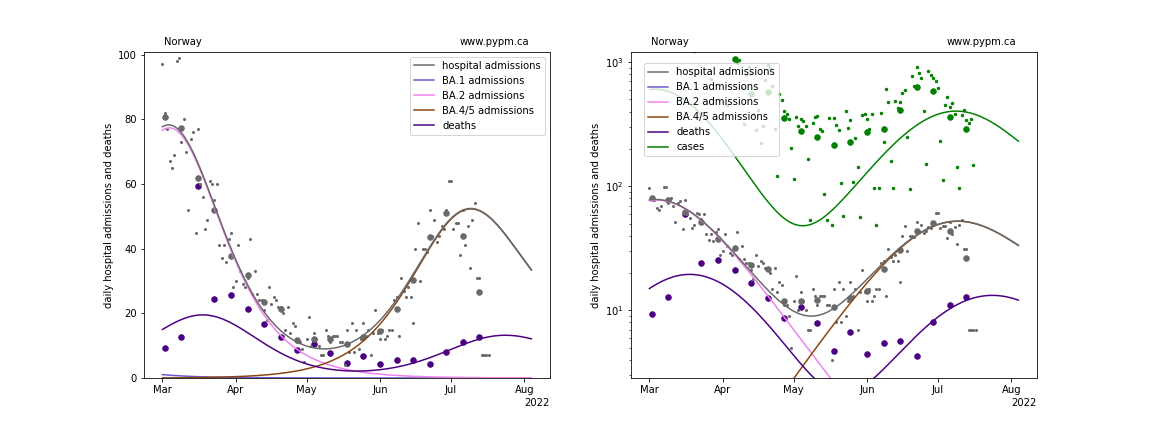 Norway www.pypm.ca
daily hospital admissions and deaths
100
80
60
40
20
0
hospital admissions
BA.1 admissions
BA.2 admissions
BA.4/5 admissions
deaths
Mar Apr May Jun Jul Aug
2022
Norway www.pypm.ca
daily hospital admissions and deaths
10³
10²
10¹
hospital admissions
BA.1 admissions
BA.2 admissions
BA.4/5 admissions
deaths
cases
Mar Apr May Jun Jul Aug
2022